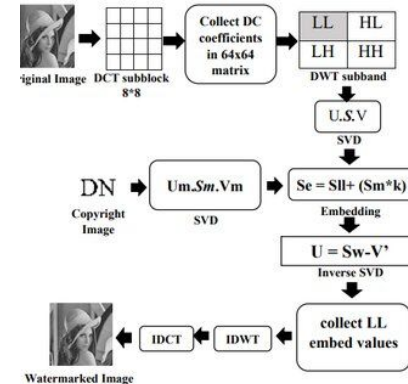 Collect DC
coefficients
in 64x64
matrix
LL HL
LH HH
riginal Image
DCT subblock
8*8
DWT subband
U.S.V
SVD
DN
Um.Sm.Vm
Se = Sll+ (Sm*k)
Copyright
Image
SVD
Embedding
U = Sw-V’
Inverse SVD
collect LL
embed values
IDWT
IDCT
Watermarked Image